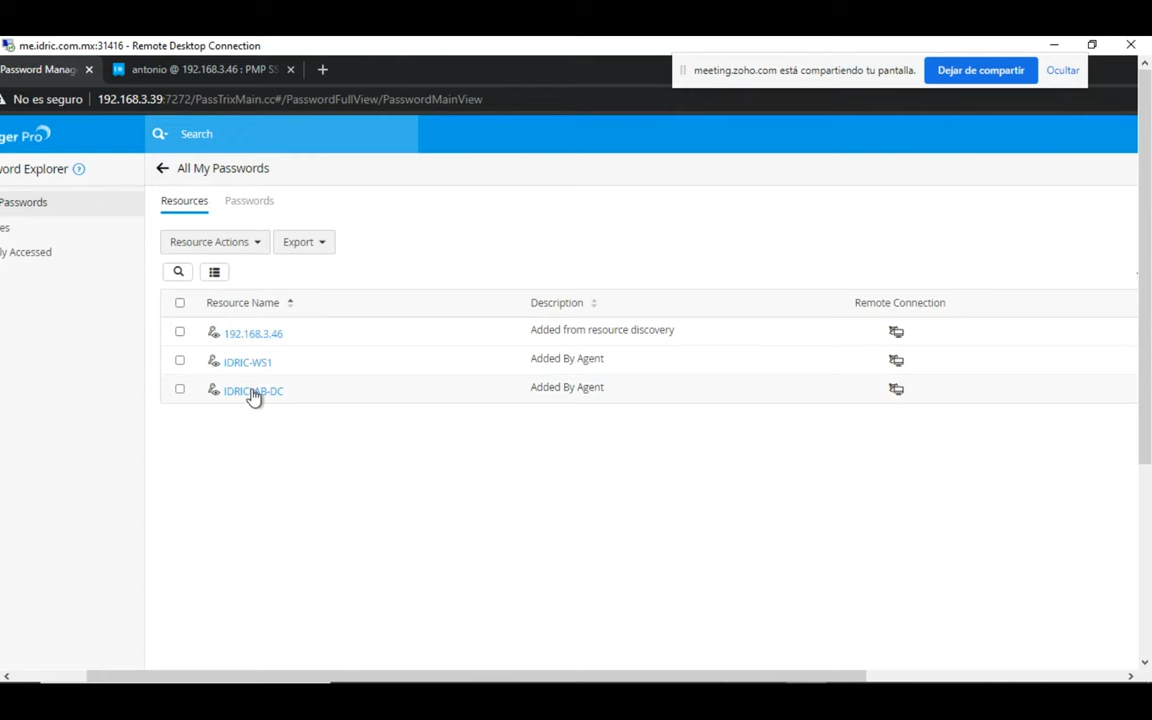 me.idric.com.mx:31416 - Remote Desktop Connection
Password Manag
antonio @ 192.168.3.46 : PMP SS
meeting.zoho.com está compartiendo tu pantalla.
Dejar de compartir
Ocultar
No es seguro
192.168.3.39:7272/PassTrixMain.cc#/PasswordFullView/PasswordMainView
ger Pro
Search
word Explorer
All My Passwords
Passwords
es
ly Accessed
Resources
Passwords
Resource Actions
Export
Resource Name
Description
Remote Connection
192.168.3.46
Added from resource discovery
IDRIC-WS1
Added By Agent
Added By Agent